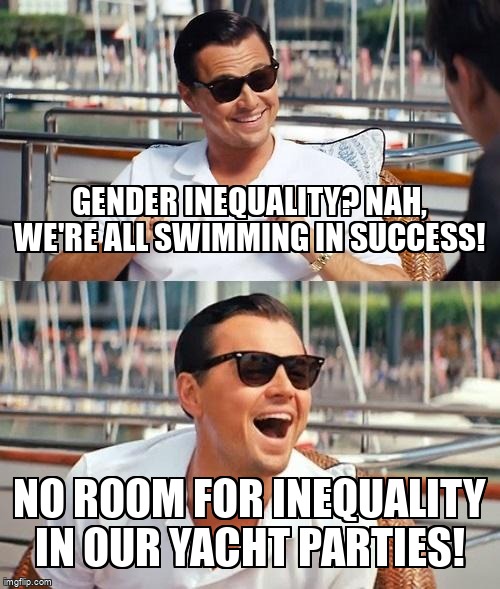 GENDER INEQUALITY? NAH,
WE'RE ALL SWIMMING IN SUCCESS!
NO ROOM FOR INEQUALITY
IN OUR YACHT PARTIES!
imgflip.com